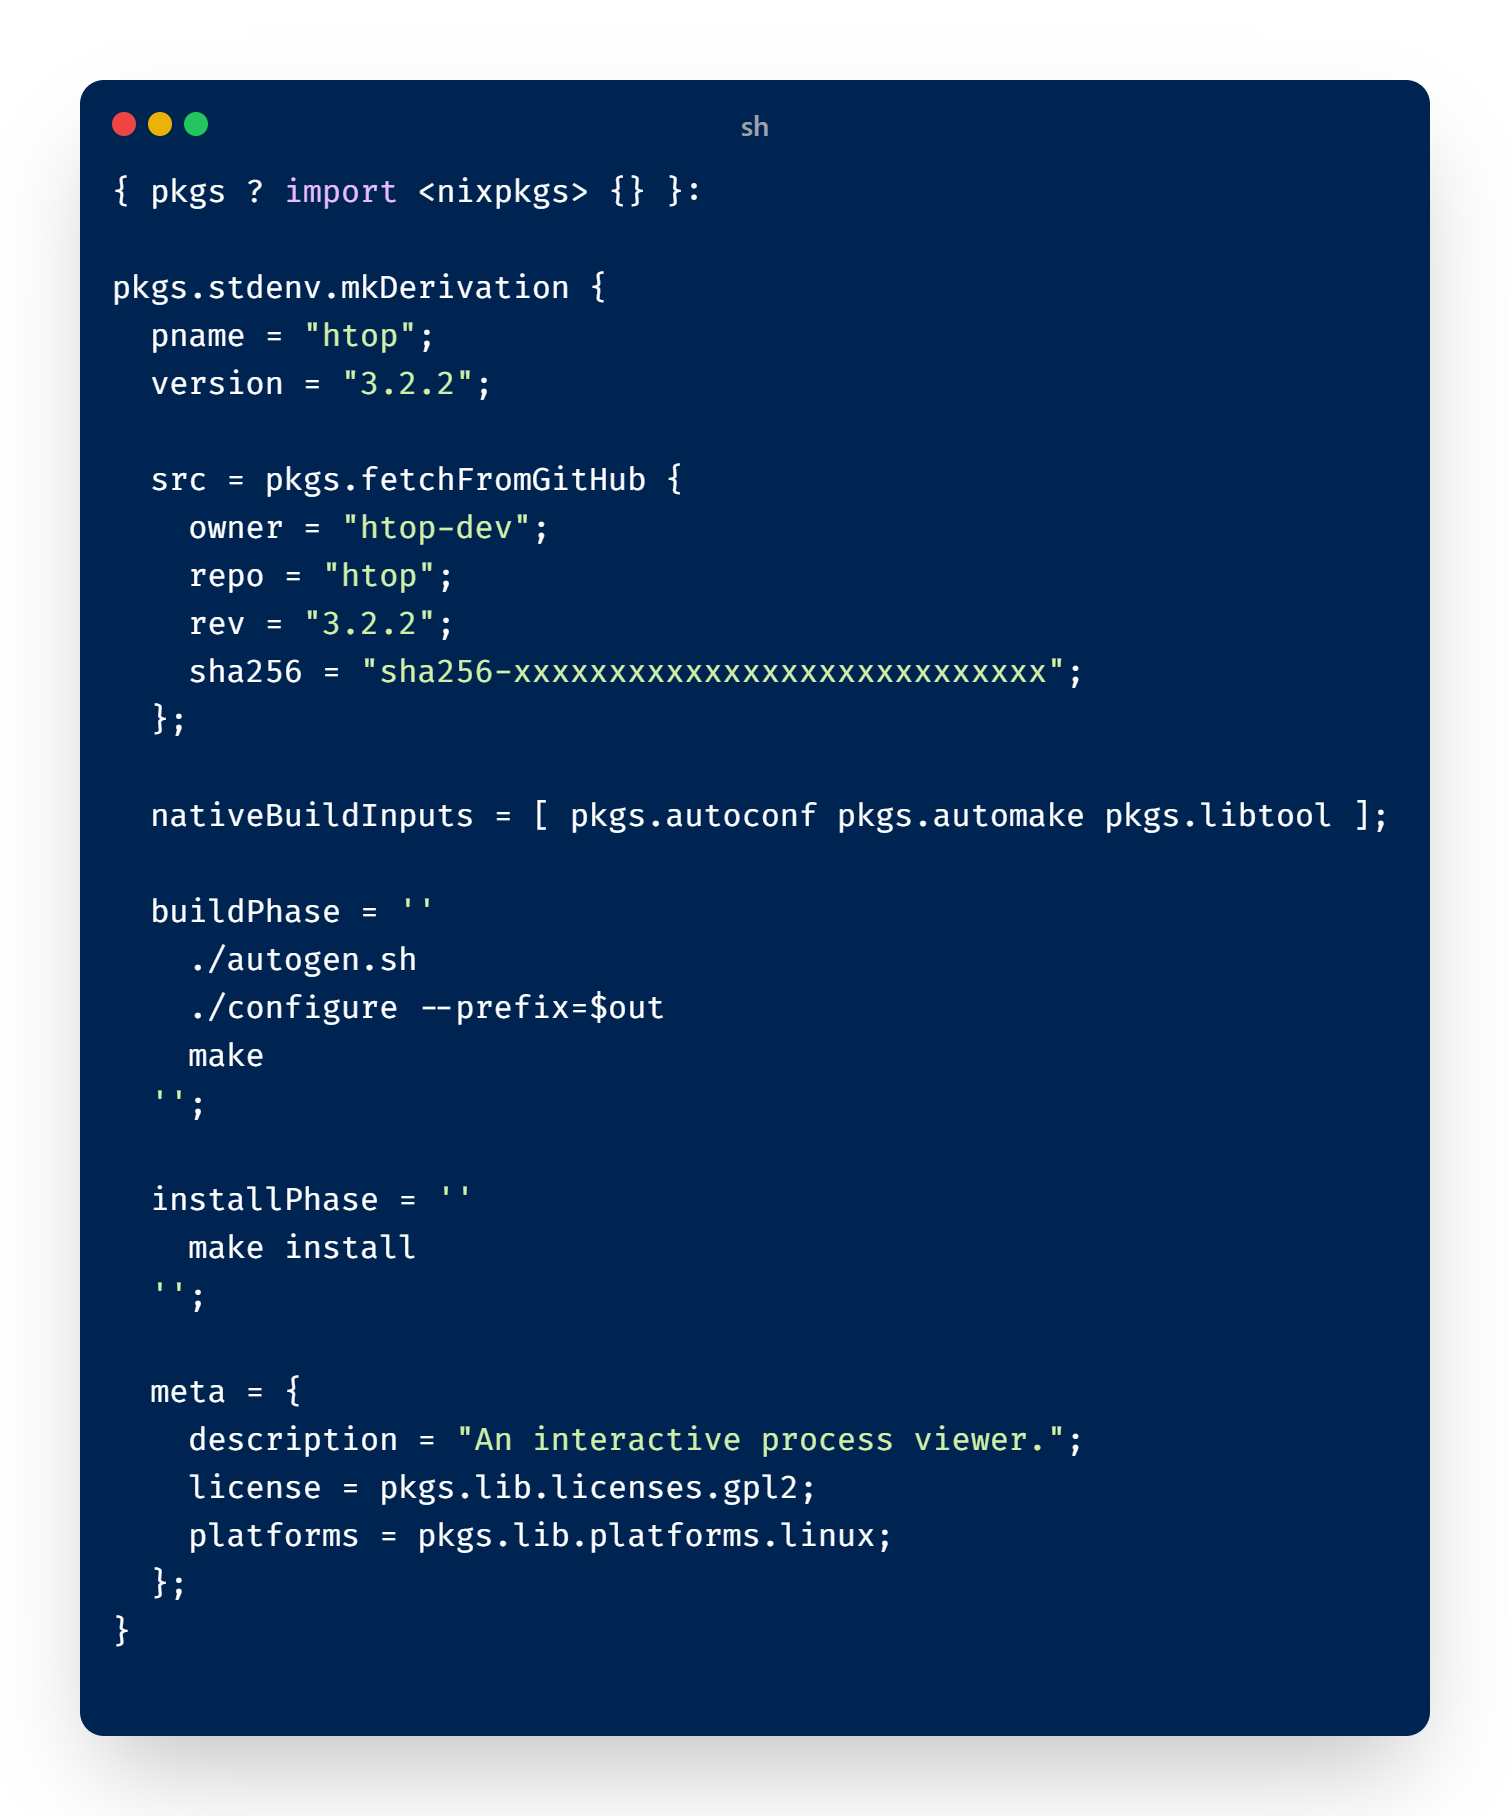 sh
{ pkgs ? import <nixpkgs> {} }:
pkgs.stdenv.mkDerivation {
  pname = "htop";
  version = "3.2.2";
  src = pkgs.fetchFromGitHub {
    owner = "htop-dev";
    repo = "htop";
    rev = "3.2.2";
    sha256 = "sha256-xxxxxxxxxxxxxxxxxxxxxxxxxxxx";
  };
  nativeBuildInputs = [ pkgs.autoconf pkgs.automake pkgs.libtool ];
  buildPhase = ''
    ./autogen.sh
    ./configure --prefix=$out
    make
  '';
  installPhase = ''
    make install
  '';
  meta = {
    description = "An interactive process viewer.";
    license = pkgs.lib.licenses.gpl2;
    platforms = pkgs.lib.platforms.linux;
  };
}